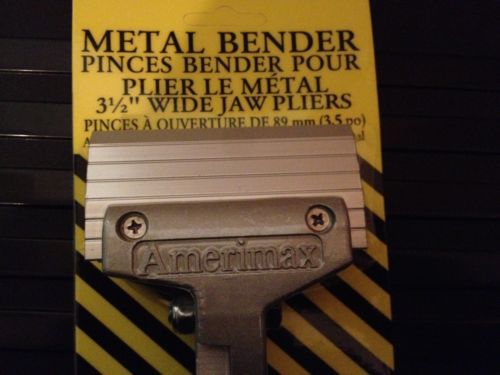 METAL BENDER
PINCES BENDER POUR
PLIER LE MÉTAL
3½" WIDE JAW PLIERS
PINCES À OUVERTURE DE 89 mm (3,5 po)
Amerimax